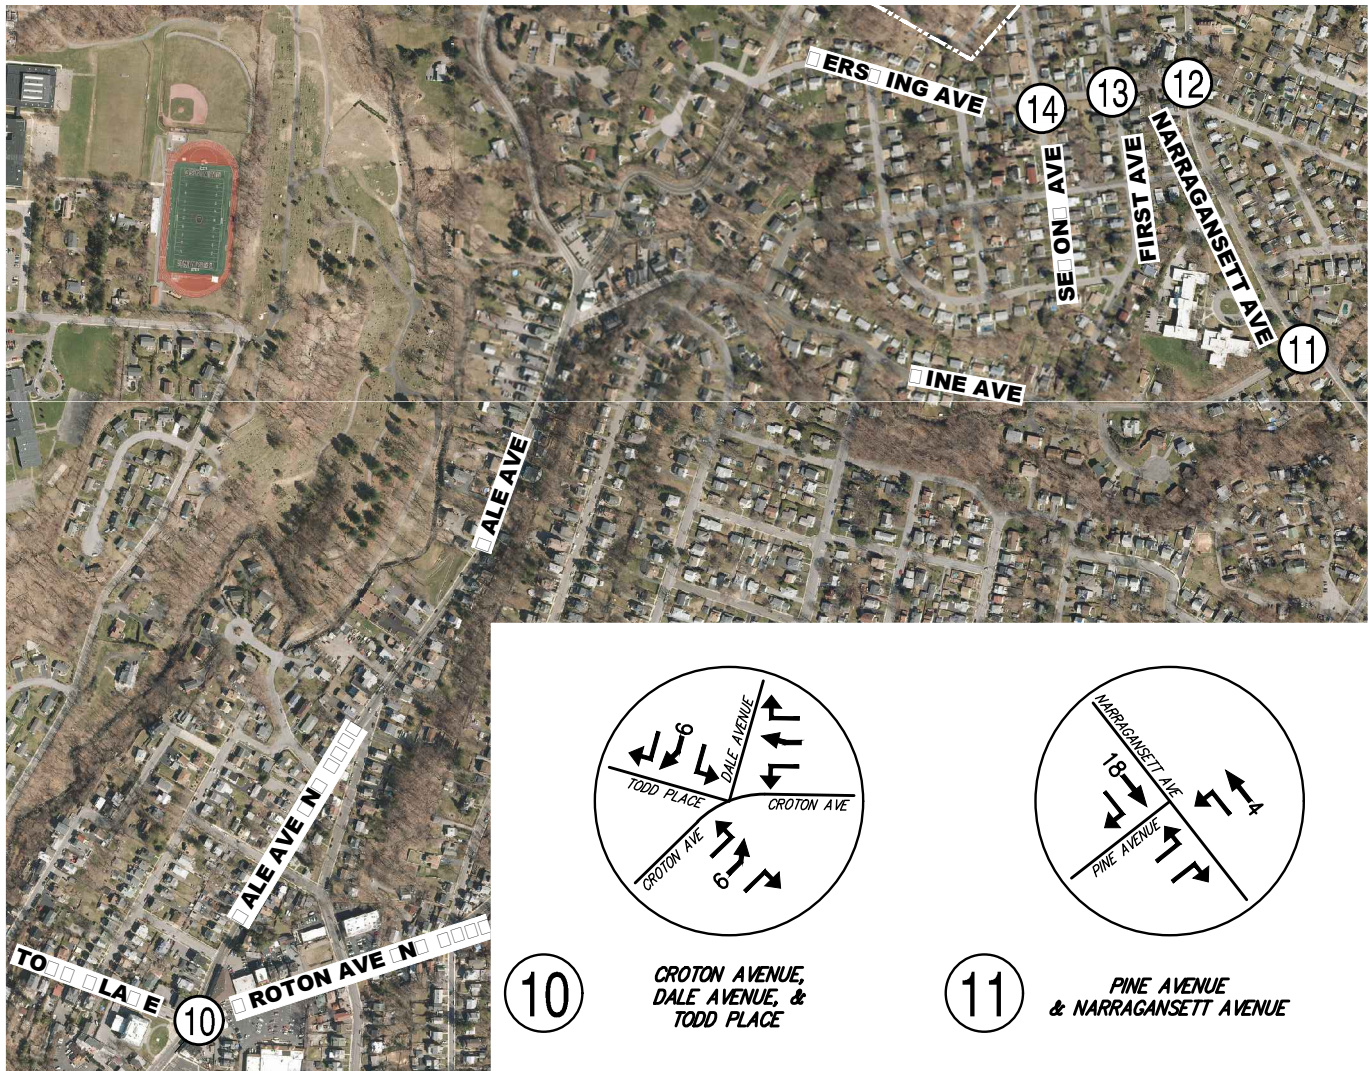 □ERS□ING AVE
14
13
12
SE□ON□ AVE
FIRST AVE
NARRAGANSETT AVE
11
□INE AVE
□ALE AVE
□ALE AVE N□ □□□□
TO□□ □LA□E
10
□ROTON AVE N□ □□□□
DALE AVENUE
TODD PLACE
CROTON AVE
CROTON AVE
6
6
10
CROTON AVENUE,
DALE AVENUE, &
TODD PLACE
NARRAGANSETT AVE
18
4
PINE AVENUE
11
PINE AVENUE
& NARRAGANSETT AVENUE